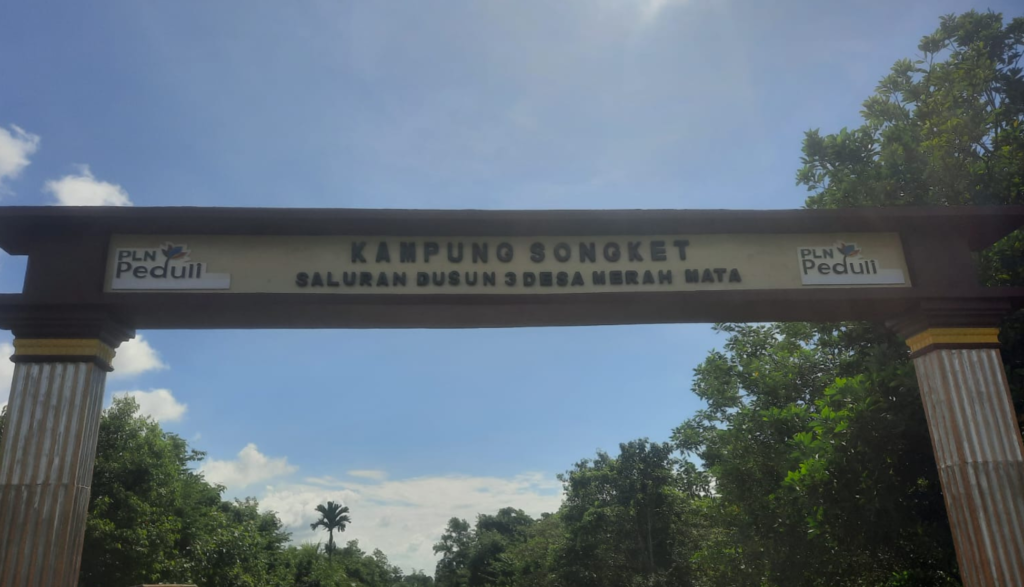 PLN
Peduli
KAMPUNG SONGKET
SALURAN DUSUN 3 DESA MERAH MATA
PLN
Peduli